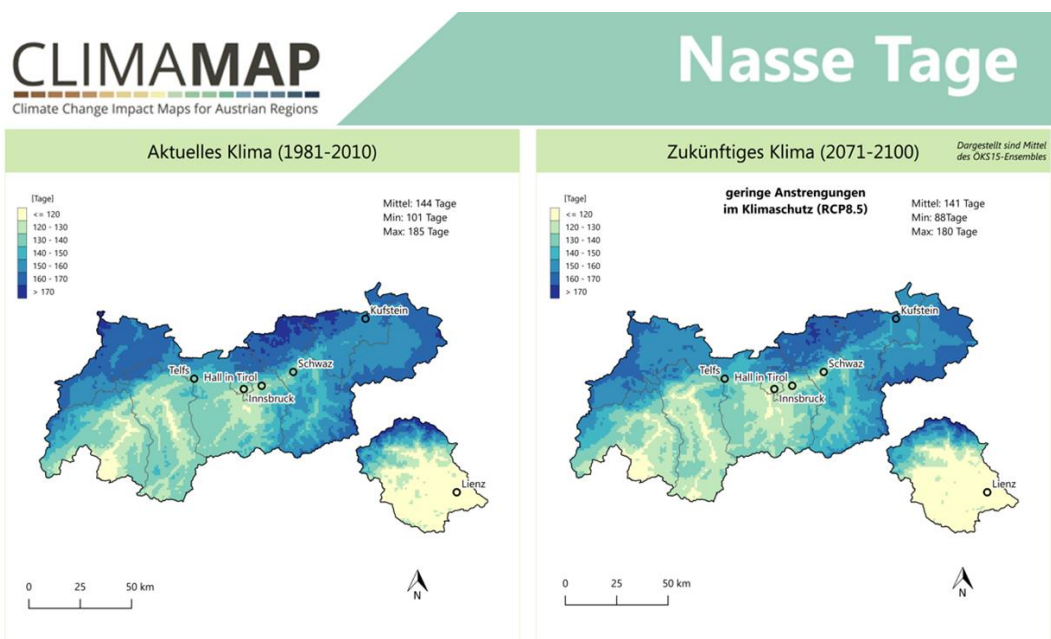 CLIMAMAP
Climate Change Impact Maps for Austrian Regions
Nasse Tage
Aktuelles Klima (1981-2010)
[Tage]
<= 120
120 - 130
130 - 140
140 - 150
150 - 160
160 - 170
> 170
Mittel: 144 Tage
Min: 101 Tage
Max: 185 Tage
Kufstein
Schwaz
Telfs
Hall in Tirol
Innsbruck
Lienz
0 25 50 km
N
Zukünftiges Klima (2071-2100)
Dargestellt sind Mittel
des ÖKS15-Ensembles
[Tage]
<= 120
120 - 130
130 - 140
140 - 150
150 - 160
160 - 170
> 170
geringe Anstrengungen
im Klimaschutz (RCP8.5)
Mittel: 141 Tage
Min: 88Tage
Max: 180 Tage
Kufstein
Schwaz
Telfs
Hall in Tirol
Innsbruck
Lienz
0 25 50 km
N